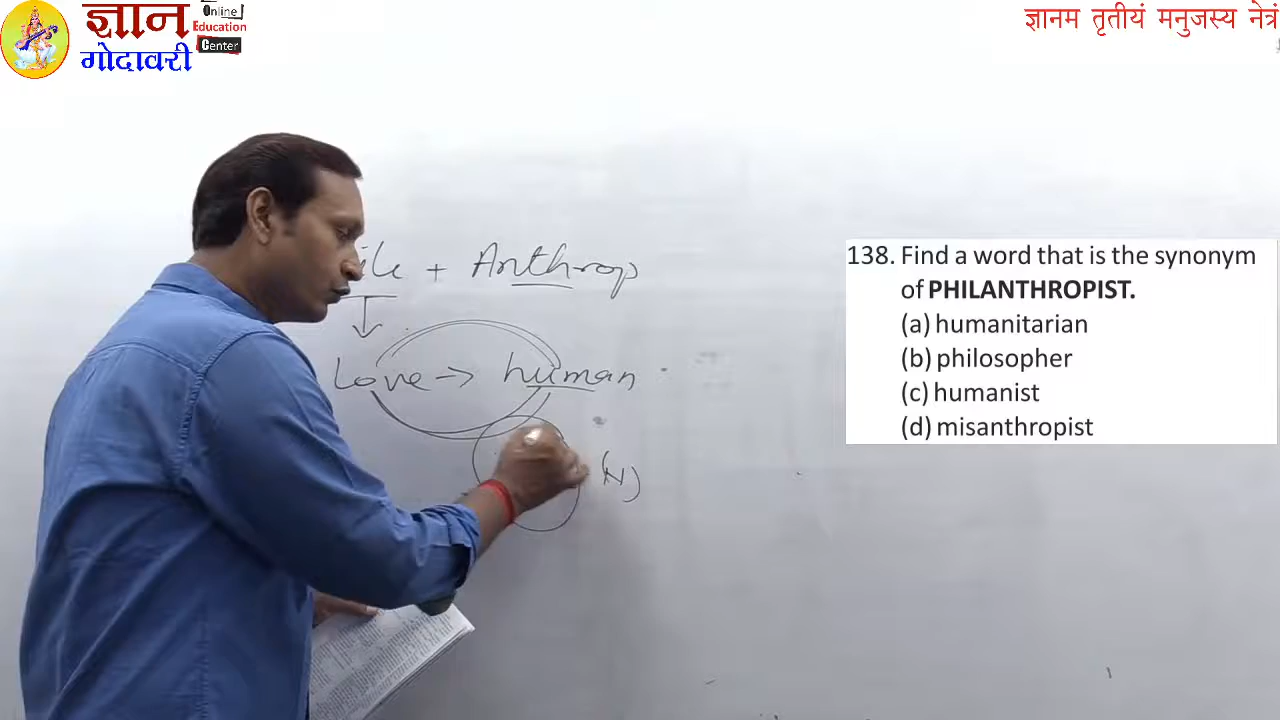 ज्ञान
गोदावरी
Online
Education
Center
ज्ञानम तृतीयं मनुजस्य नेत्रं
+ Anthrop
Love → human
(N)
138. Find a word that is the synonym
of PHILANTHROPIST.
(a) humanitarian
(b) philosopher
(c) humanist
(d) misanthropist